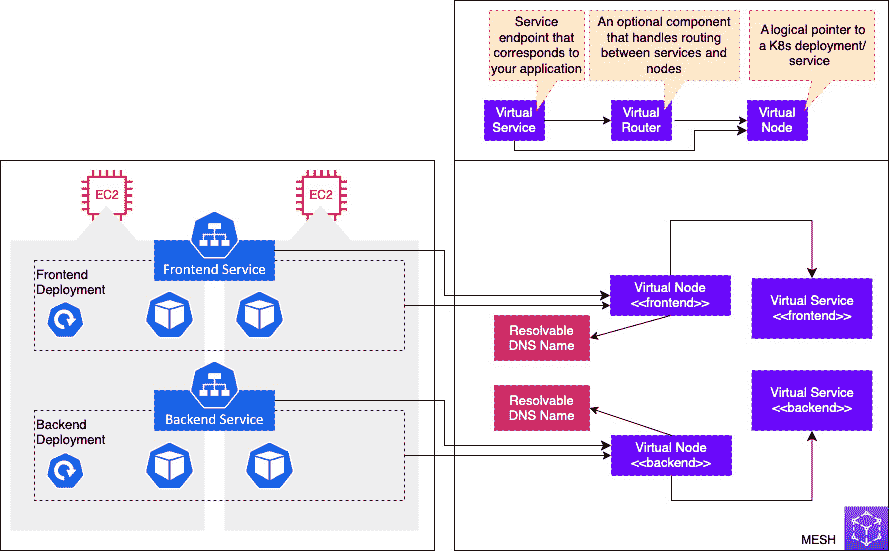 Service
endpoint that
corresponds to
your application
An optional component
that handles routing
between services and
nodes
A logical pointer to
a K8s deployment/
service
Virtual
Service
Virtual
Router
Virtual
Node
EC2
EC2
Frontend Service
Frontend
Deployment
Backend Service
Backend
Deployment
Virtual Node
<<frontend>>
Virtual Service
<<frontend>>
Resolvable
DNS Name
Resolvable
DNS Name
Virtual Service
<<backend>>
Virtual Node
<<backend>>
MESH